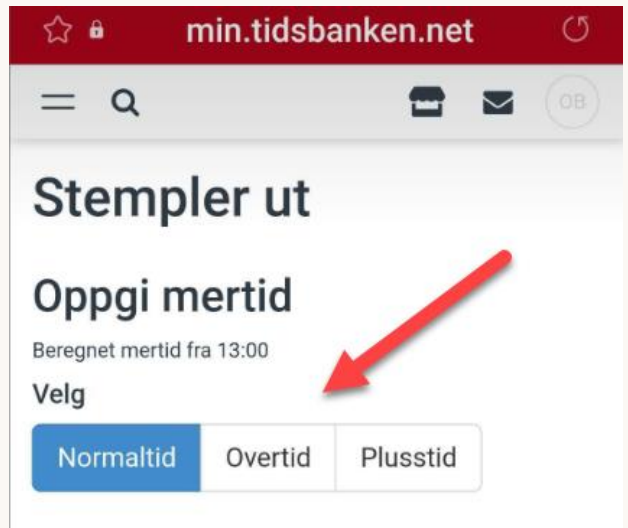 min.tidsbanken.net
OB
Stempler ut
Oppgi mertid
Beregnet mertid fra 13:00
Velg
Normaltid Overtid Plusstid